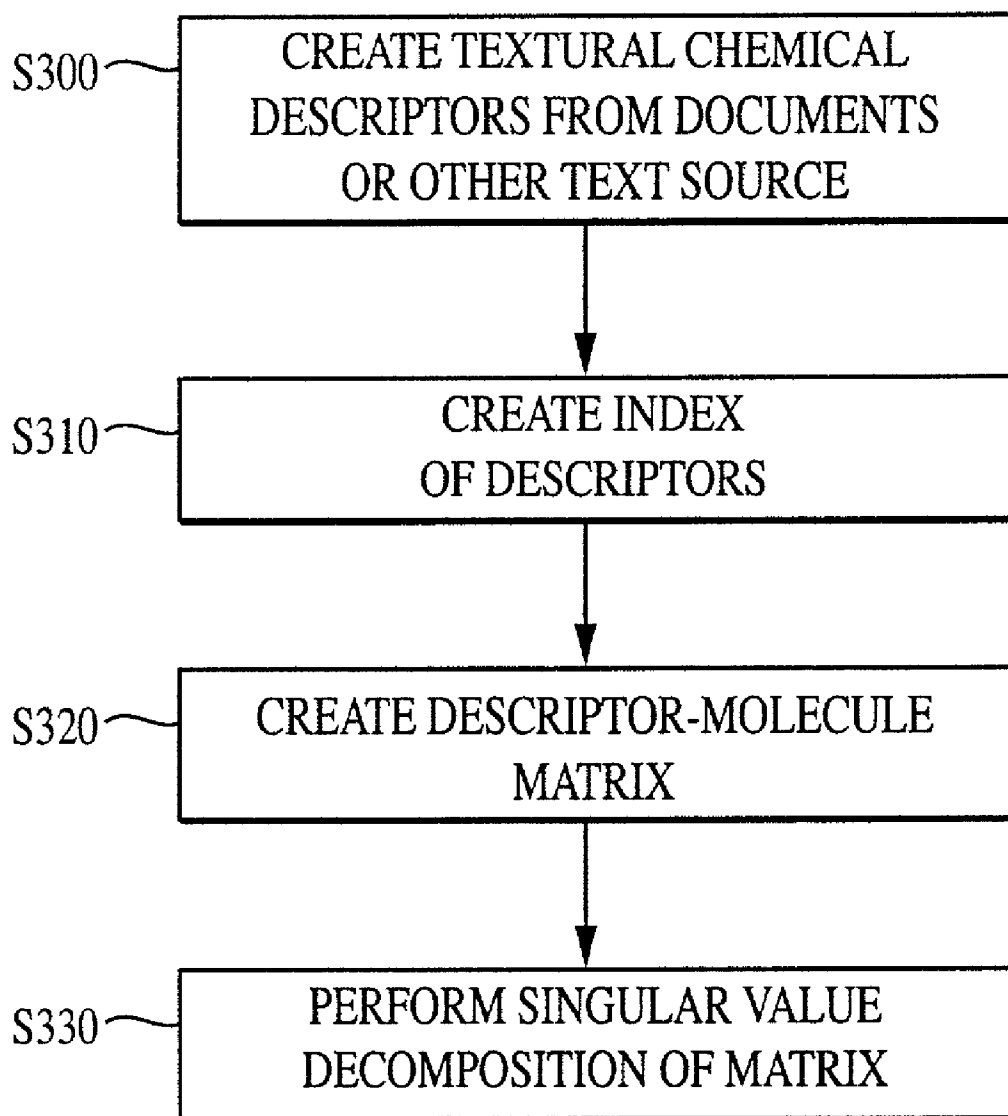 S300
CREATE TEXTURAL CHEMICAL
DESCRIPTORS FROM DOCUMENTS
OR OTHER TEXT SOURCE
S310
CREATE INDEX
OF DESCRIPTORS
S320
CREATE DESCRIPTOR-MOLECULE
MATRIX
S330
PERFORM SINGULAR VALUE
DECOMPOSITION OF MATRIX